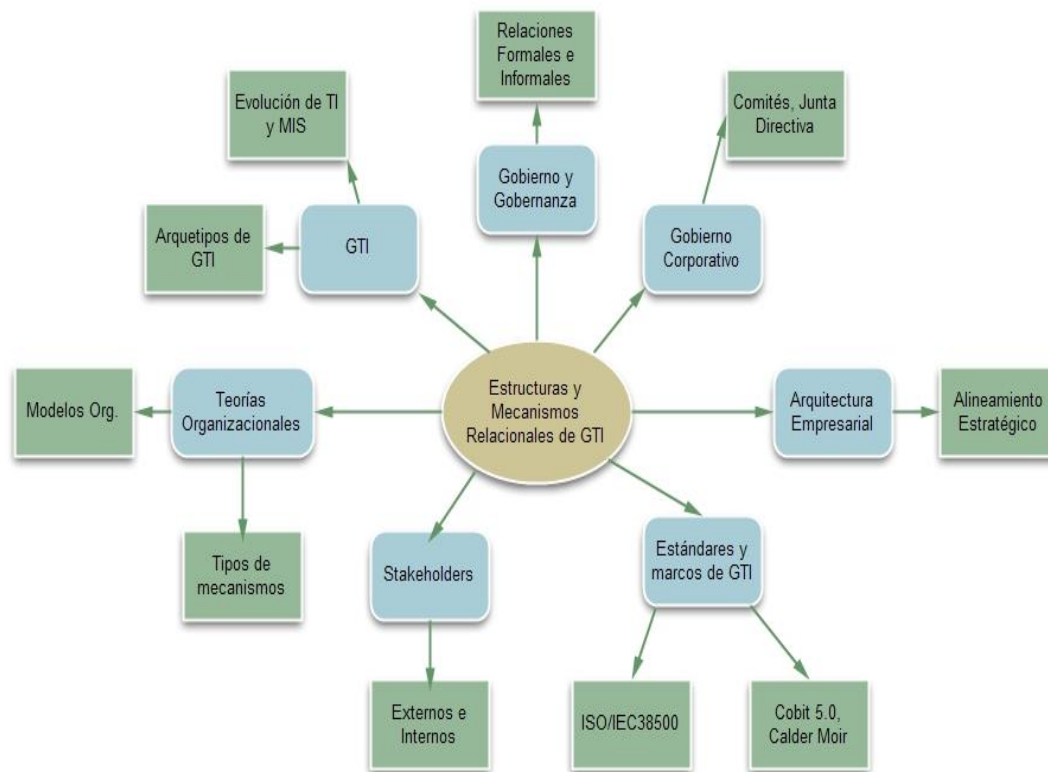 Relaciones
Formales e
Informales
Evolución de TI
y MIS
Comités, Junta
Directiva
Gobierno y
Gobernanza
Arquetipos de
GTI
GTI
Gobierno
Corporativo
Modelos Org.
Teorías
Organizacionales
Estructuras y
Mecanismos
Relacionales de GTI
Arquitectura
Empresarial
Alineamiento
Estratégico
Tipos de
mecanismos
Stakeholders
Estándares y
marcos de GTI
Externos e
Internos
ISO/IEC38500
Cobit 5.0,
Calder Moir